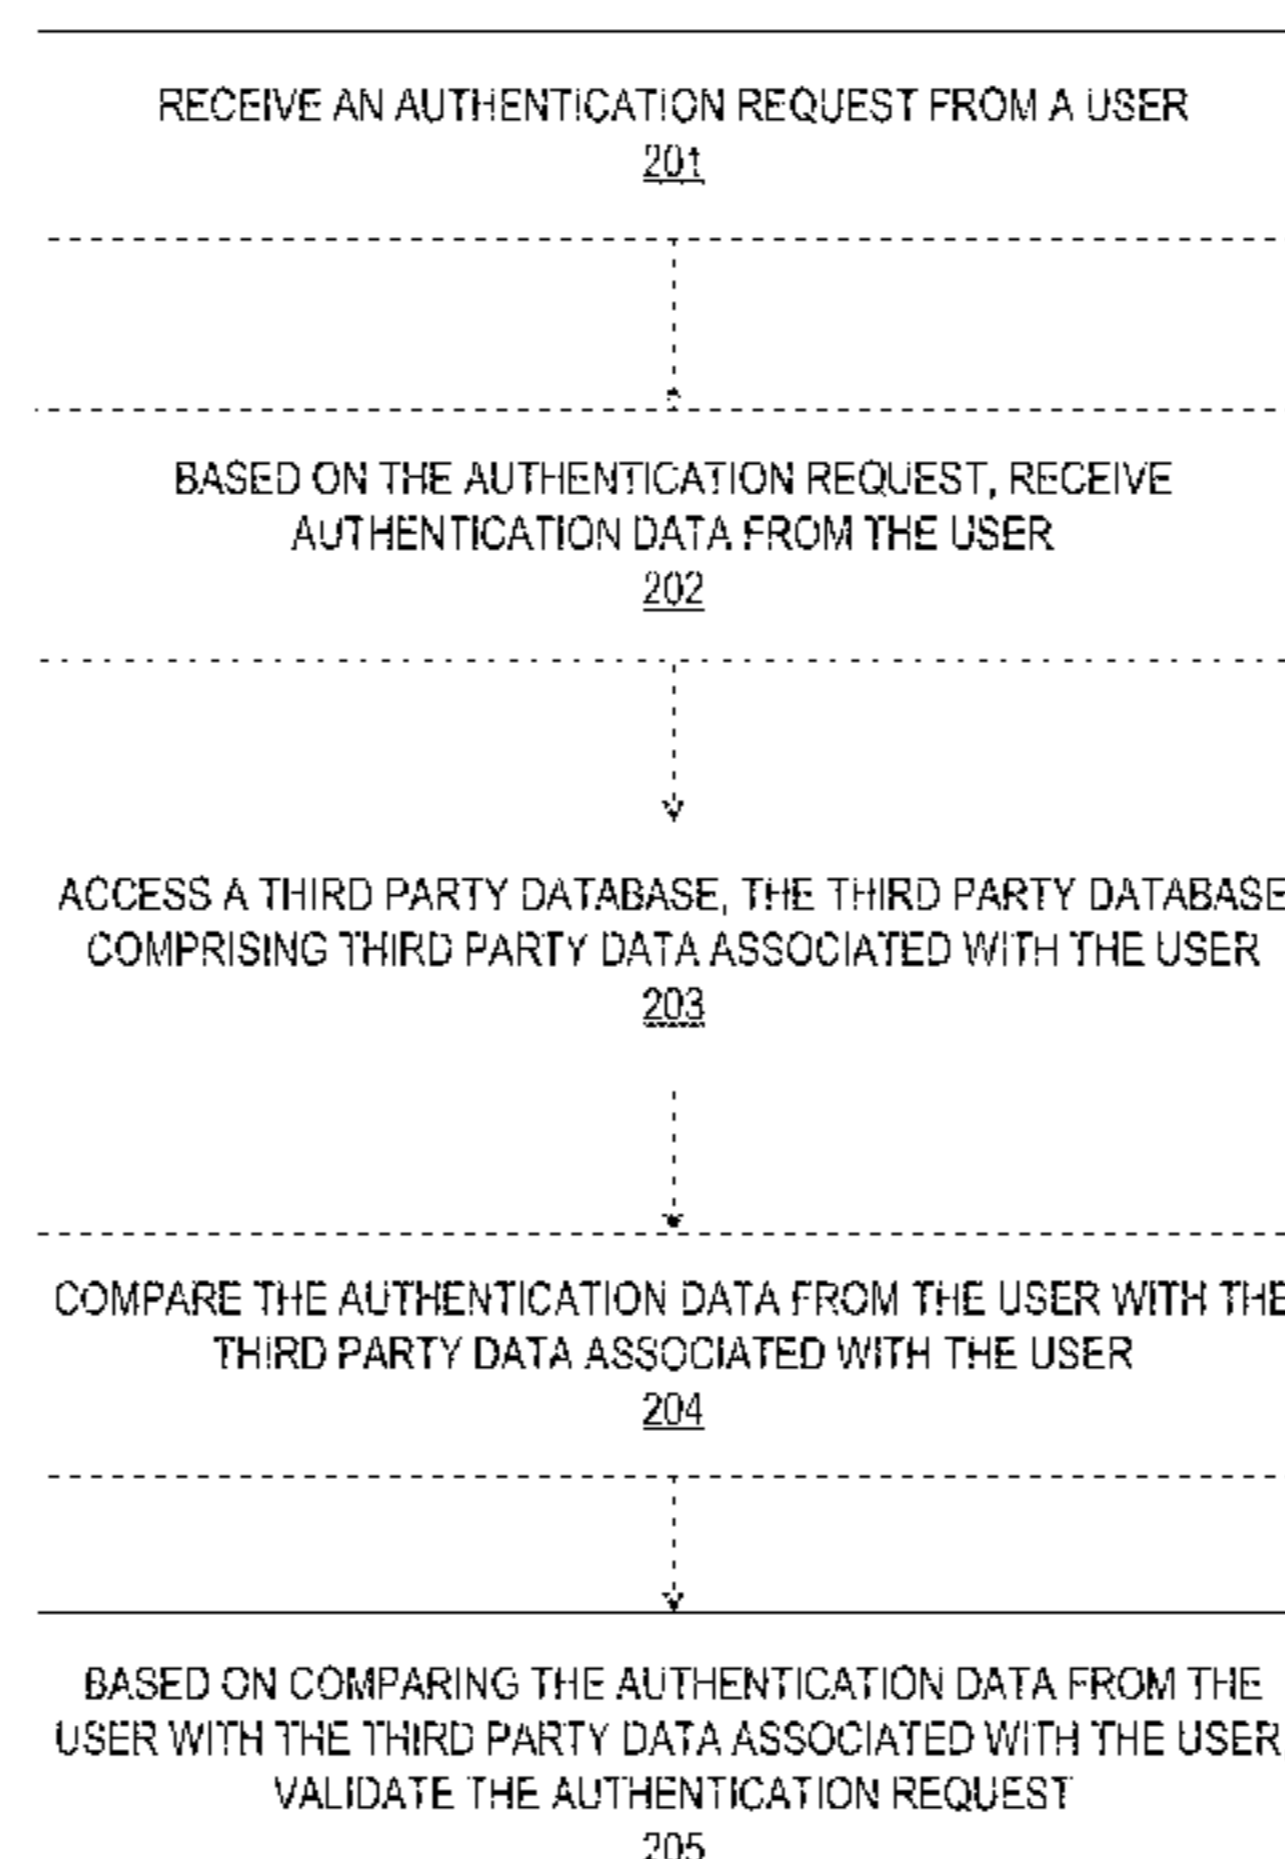 RECEIVE AN AUTHENTICATION REQUEST FROM A USER
201
BASED ON THE AUTHENTICATION REQUEST, RECEIVE
AUTHENTICATION DATA FROM THE USER
202
ACCESS A THIRD PARTY DATABASE, THE THIRD PARTY DATABASE
COMPRISING THIRD PARTY DATA ASSOCIATED WITH THE USER
203
COMPARE THE AUTHENTICATION DATA FROM THE USER WITH THE
THIRD PARTY DATA ASSOCIATED WITH THE USER
204
BASED ON COMPARING THE AUTHENTICATION DATA FROM THE
USER WITH THE THIRD PARTY DATA ASSOCIATED WITH THE USER
VALIDATE THE AUTHENTICATION REQUEST
205